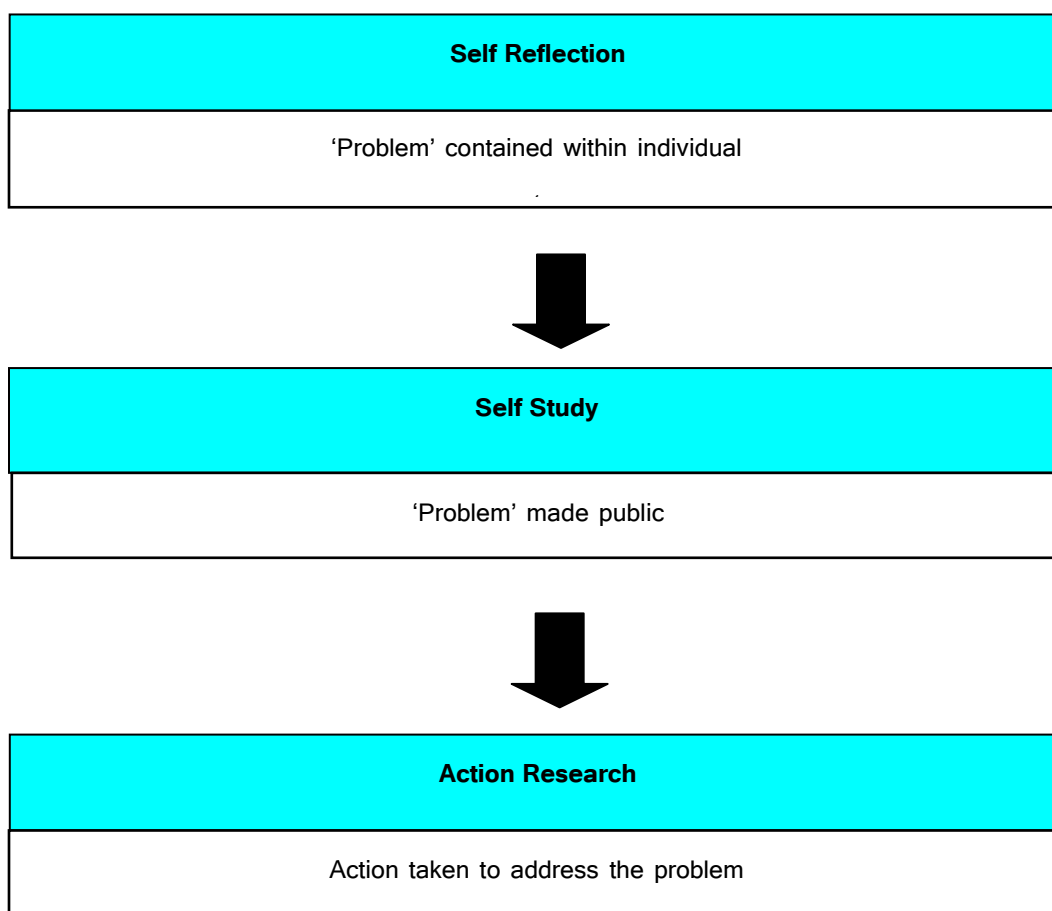 Self Reflection
‘Problem’ contained within individual
Self Study
‘Problem’ made public
Action Research
Action taken to address the problem